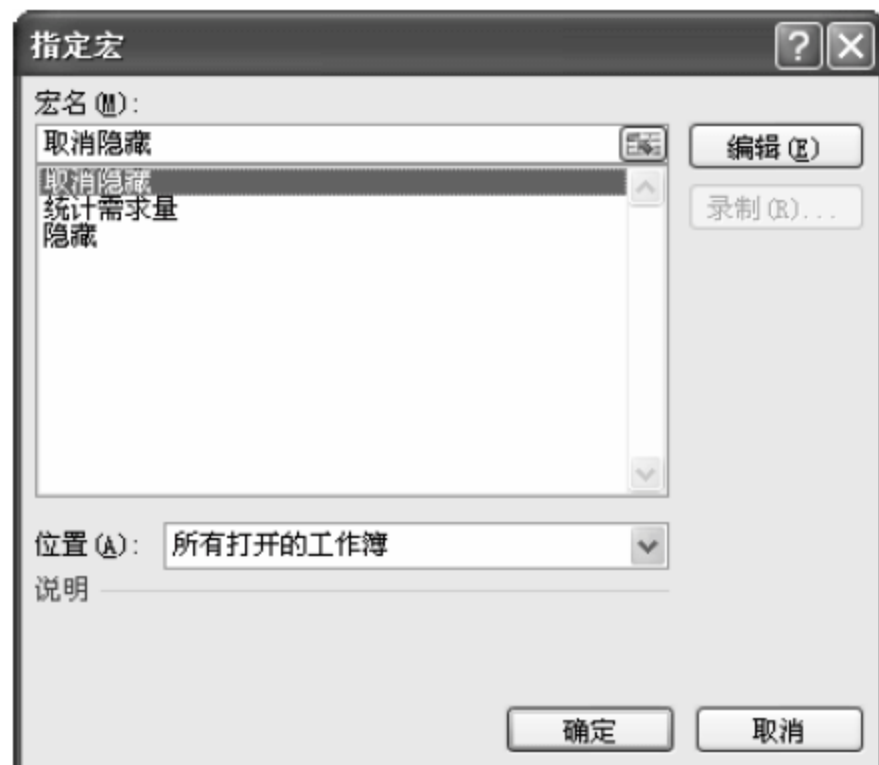 指定宏
宏名(M):
取消隐藏
编辑(E)
取消隐藏
录制(R)...
统计需求量
隐藏
位置(A):
所有打开的工作簿
说明
确定
取消